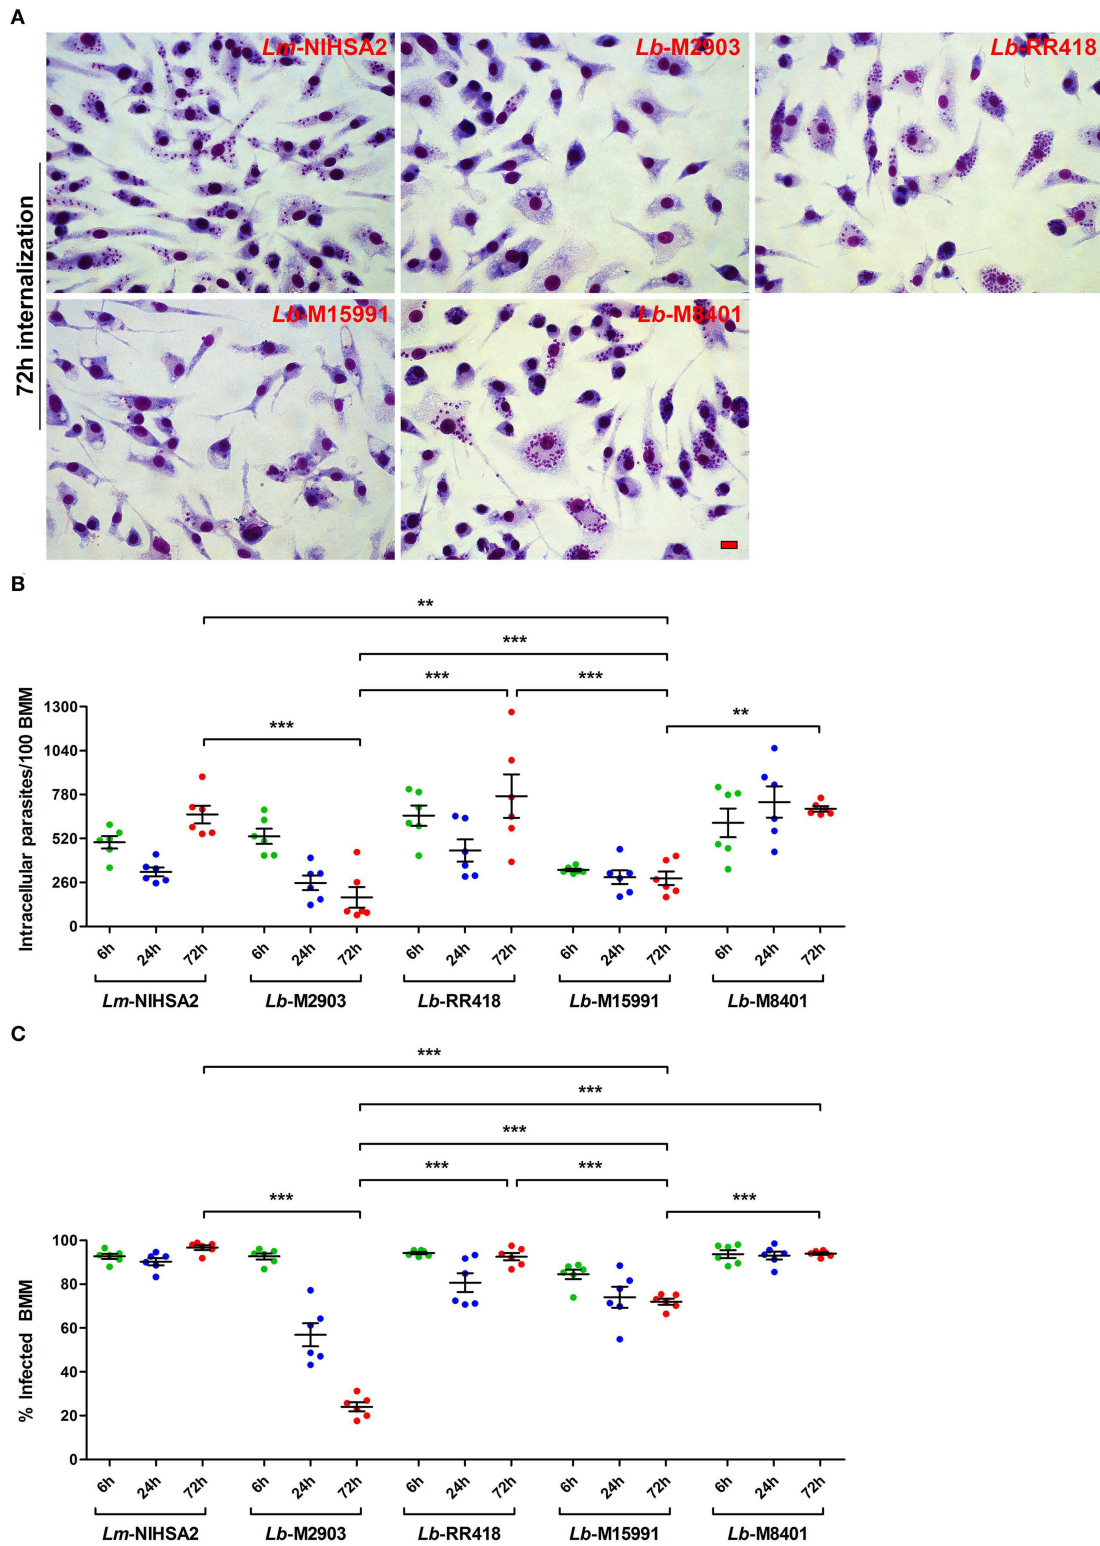 A
Lm-NIHSA2
Lb-M2903
Lb-RR418
72h internalization
Lb-M15991
Lb-M8401
B
**
***
***
***
***
**
Intracellular parasites/100 BMM
1300
1040
780
520
260
0
6h 24h 72h 6h 24h 72h 6h 24h 72h 6h 24h 72h 6h 24h 72h
Lm-NIHSA2 Lb-M2903 Lb-RR418 Lb-M15991 Lb-M8401
C
***
***
***
***
***
***
***
% Infected BMM
100
80
60
40
20
0
6h 24h 72h 6h 24h 72h 6h 24h 72h 6h 24h 72h 6h 24h 72h
Lm-NIHSA2 Lb-M2903 Lb-RR418 Lb-M15991 Lb-M8401